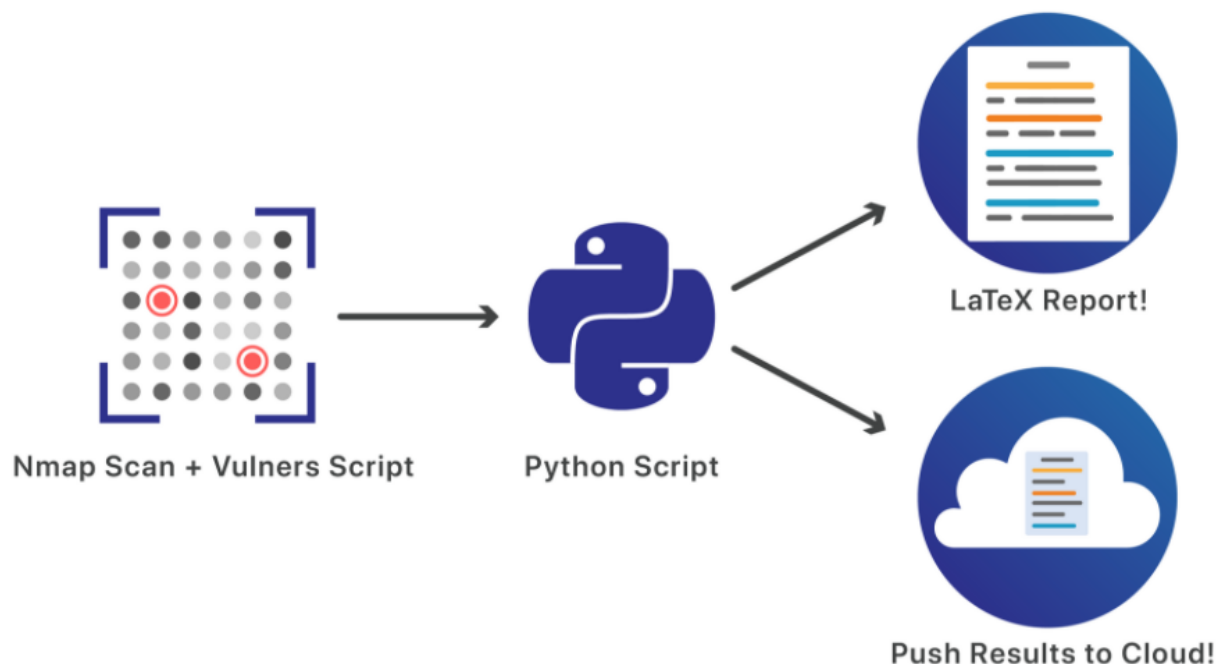 LaTeX Report!
Nmap Scan + Vulners Script
Python Script
Push Results to Cloud!